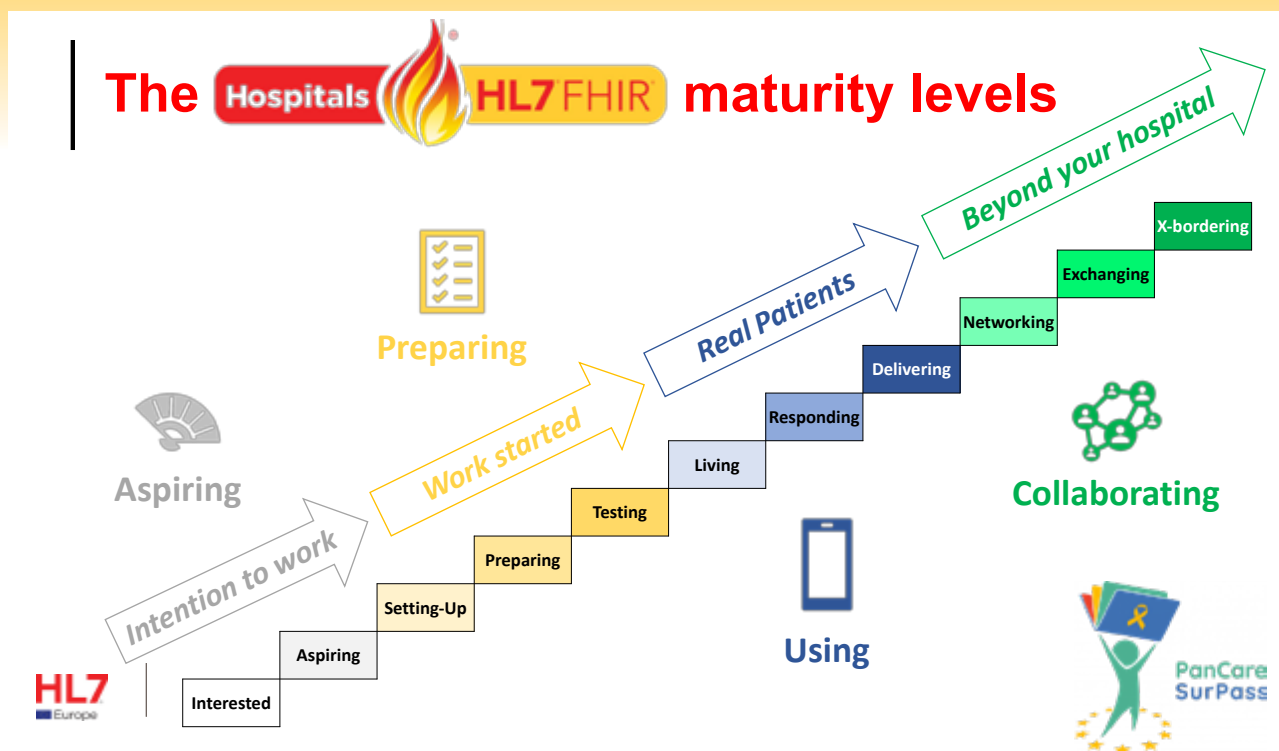 The Hospitals HL7 FHIR maturity levels
Beyond your hospital
X-bordering
Exchanging
Real Patients
Networking
Preparing
Delivering
Responding
Work started
Living
Aspiring
Collaborating
Testing
Intention to work
Preparing
Setting-Up
Using
Aspiring
PanCare
SurPass
HL7
Europe
Interested